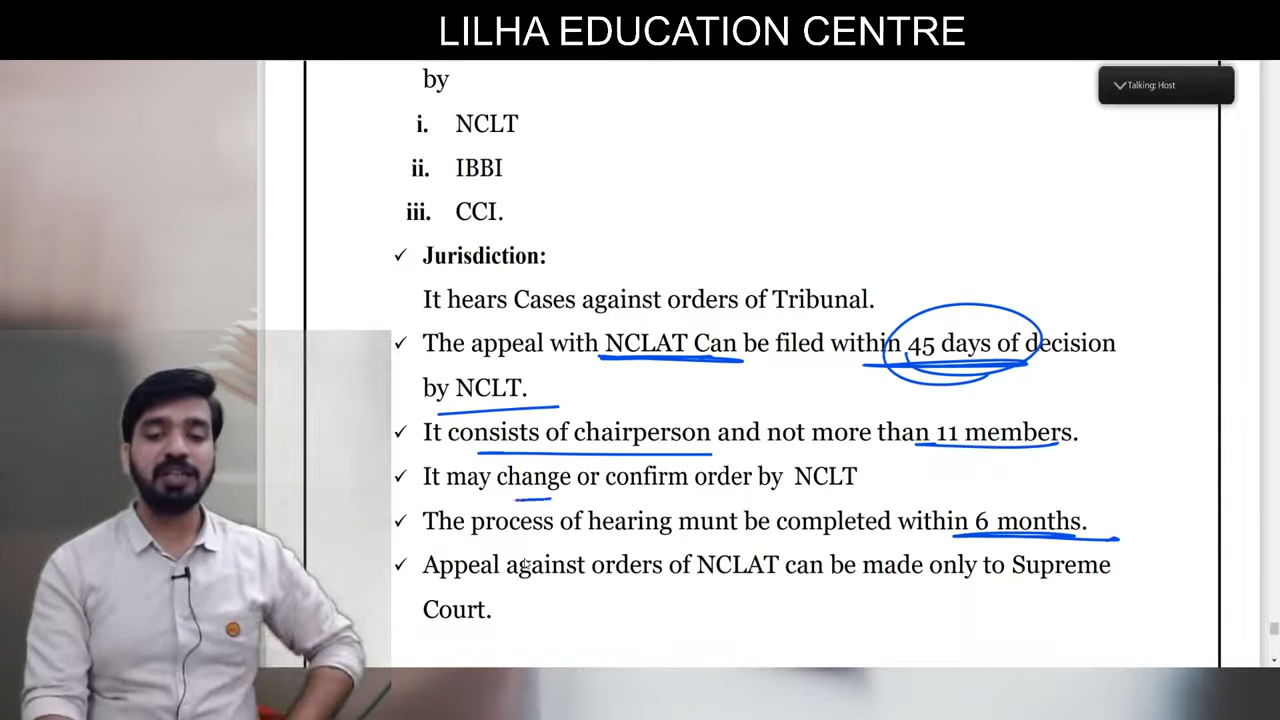 LILHA EDUCATION CENTRE
by
Talking: Host
i. NCLT
ii. IBBI
iii. CCI.
✓ Jurisdiction:
It hears Cases against orders of Tribunal.
✓ The appeal with NCLAT Can be filed within 45 days of decision
by NCLT.
✓ It consists of chairperson and not more than 11 members.
✓ It may change or confirm order by NCLT
✓ The process of hearing munt be completed within 6 months.
✓ Appeal against orders of NCLAT can be made only to Supreme
Court.